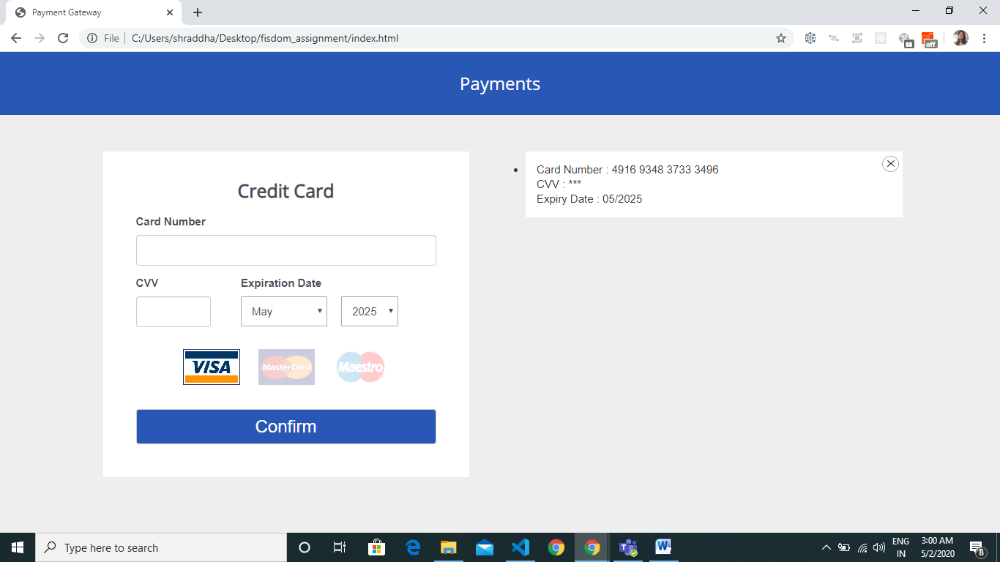 Payment Gateway
File
C:/Users/shraddha/Desktop/fisdom_assignment/index.html
off
Payments
Credit Card
Card Number
CVV
Expiration Date
May
2025
VISA
MasterCard
Maestro
Confirm
Card Number : 4916 9348 3733 3496
CVV : ***
Expiry Date : 05/2025
Type here to search
ENG
IN
3:00 AM
5/2/2020
8